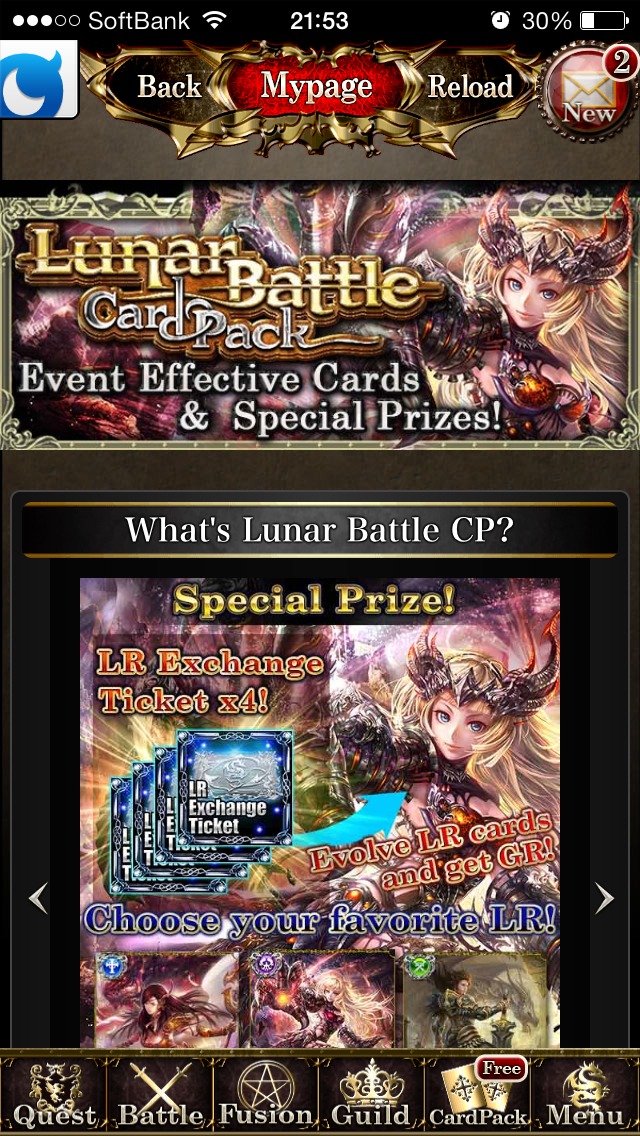 SoftBank 21:53 30%
Back Mypage Reload 2
New
Lunar
Battle
Card Pack
Event Effective Cards
& Special Prizes!
What's Lunar Battle CP?
Special Prize!
LR Exchange
Ticket x4!
LR
Exchange
Ticket
Evolve LR cards
and get GR!
Choose your favorite LR!
Free
Quest Battle Fusion Guild CardPack Menu